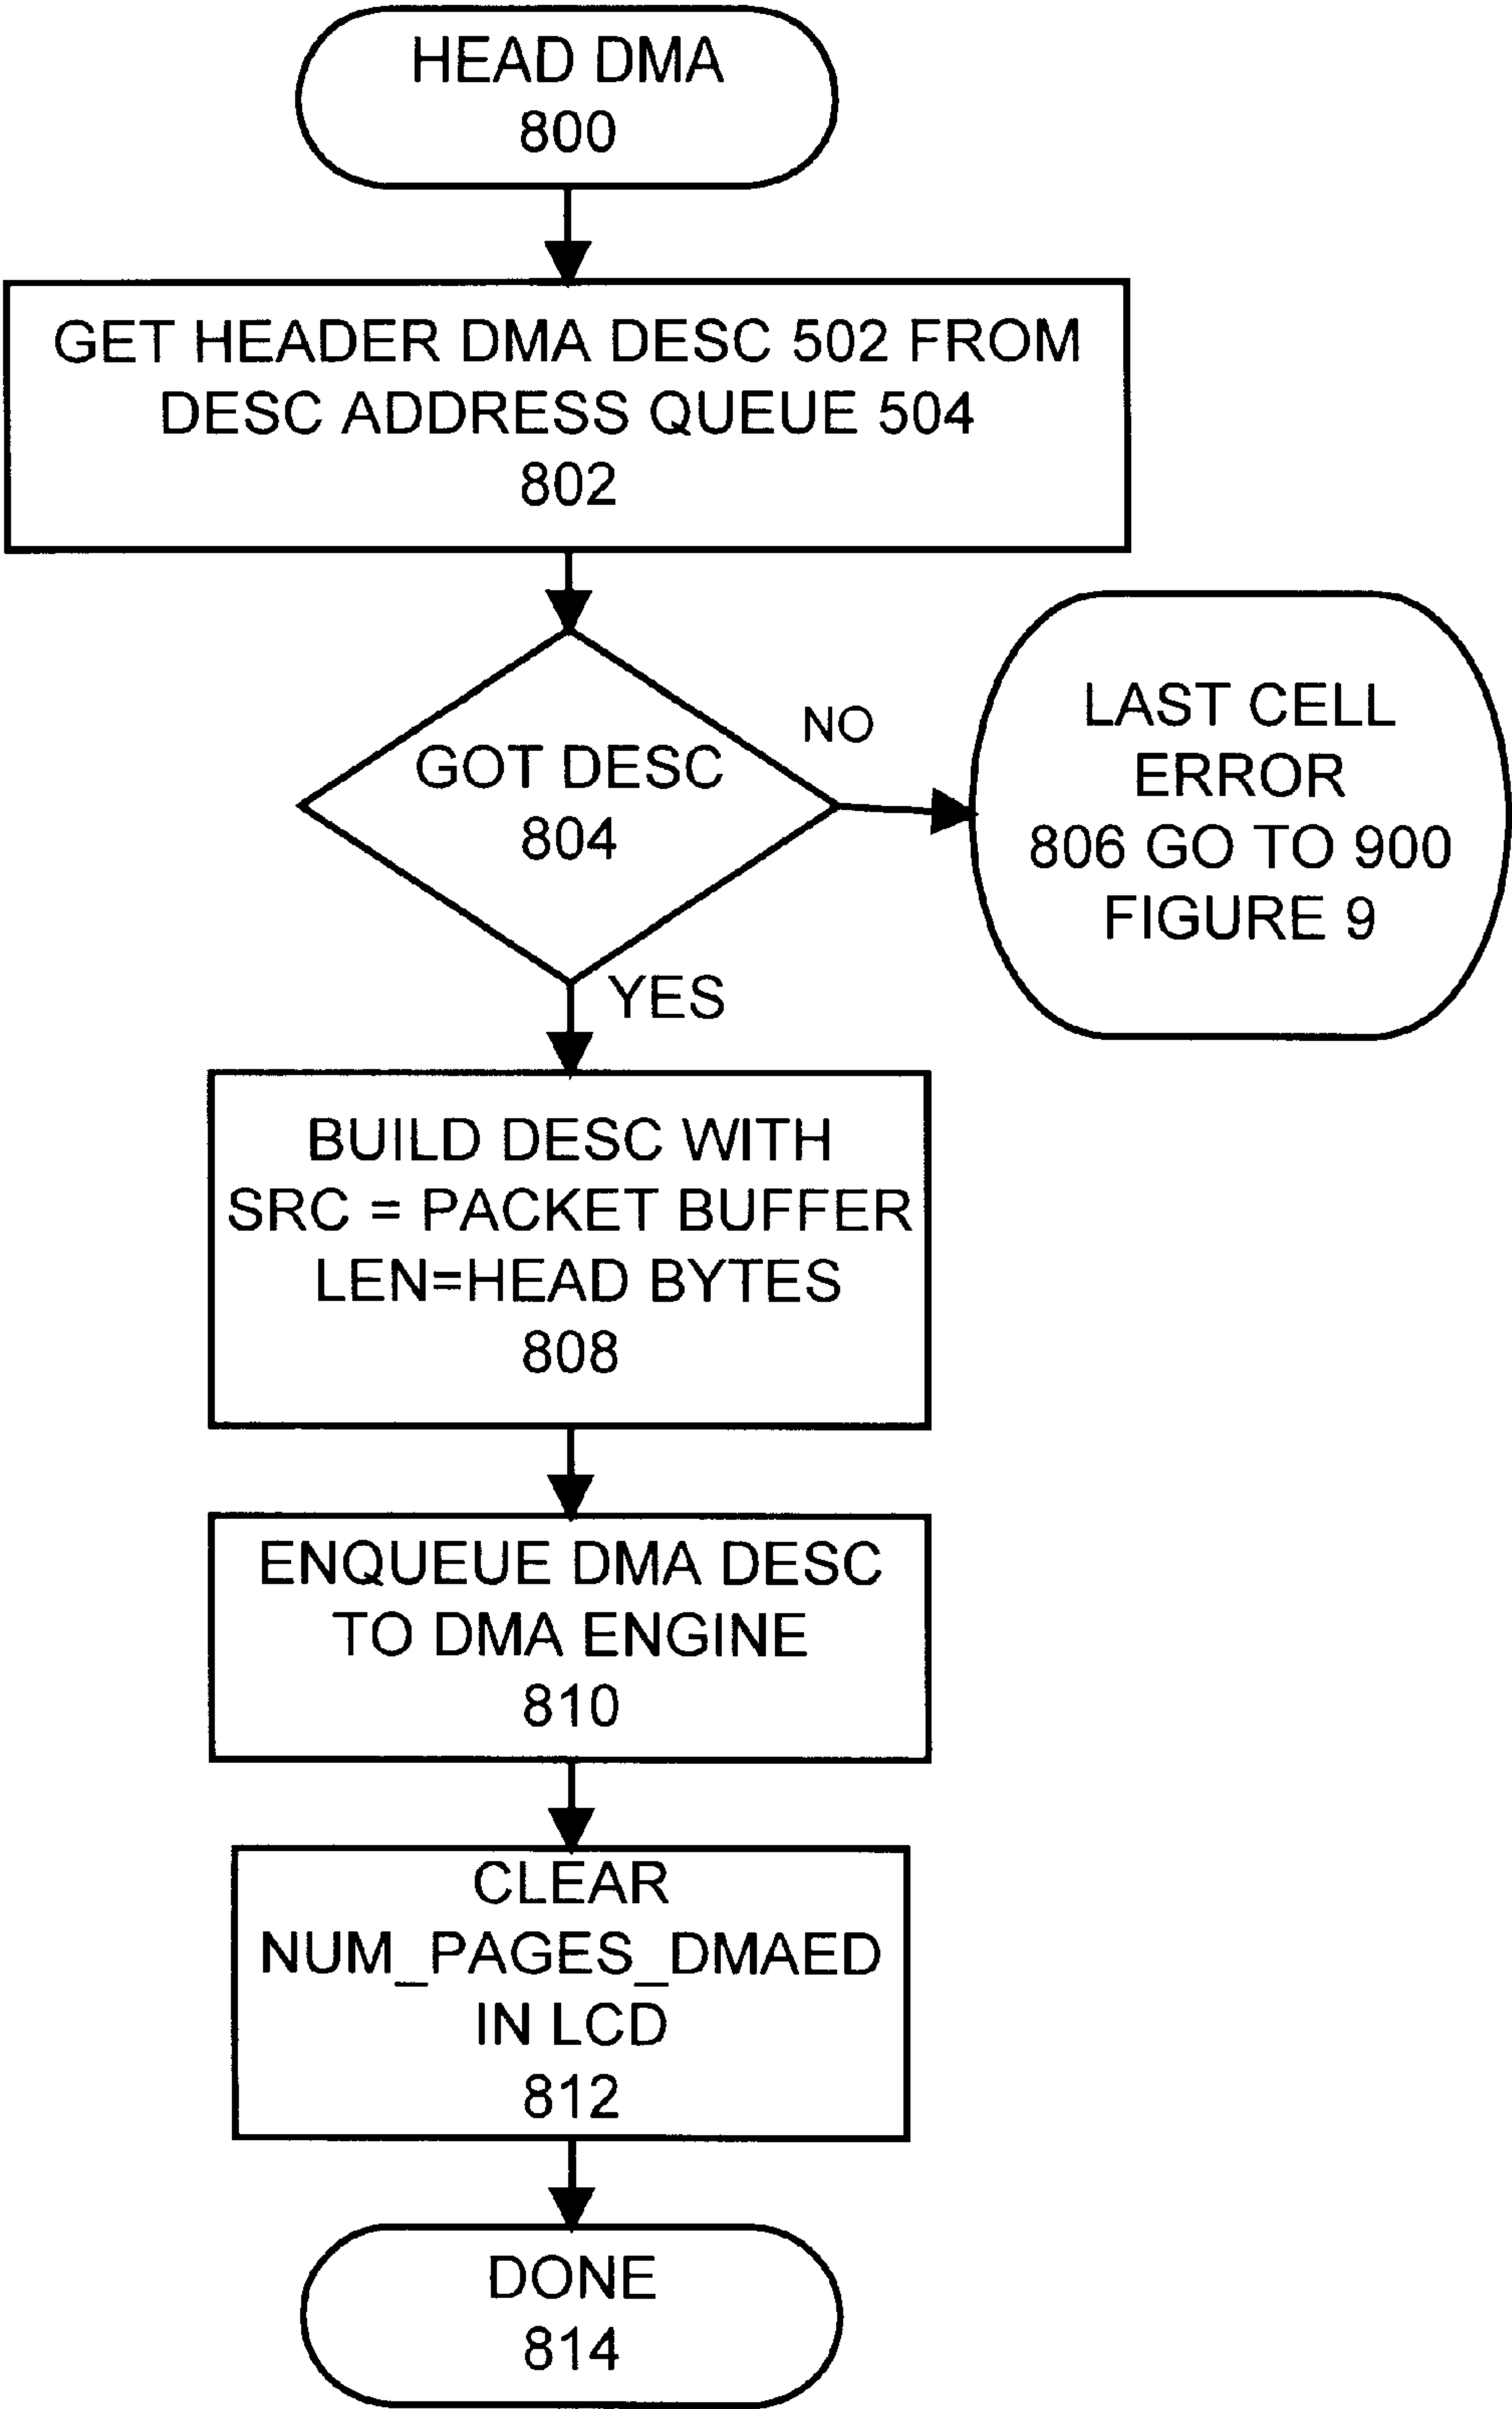 HEAD DMA
800
GET HEADER DMA DESC 502 FROM
DESC ADDRESS QUEUE 504
802
GOT DESC
804
NO
LAST CELL
ERROR
806 GO TO 900
FIGURE 9
YES
BUILD DESC WITH
SRC = PACKET BUFFER
LEN=HEAD BYTES
808
ENQUEUE DMA DESC
TO DMA ENGINE
810
CLEAR
NUM_PAGES_DMAED
IN LCD
812
DONE
814